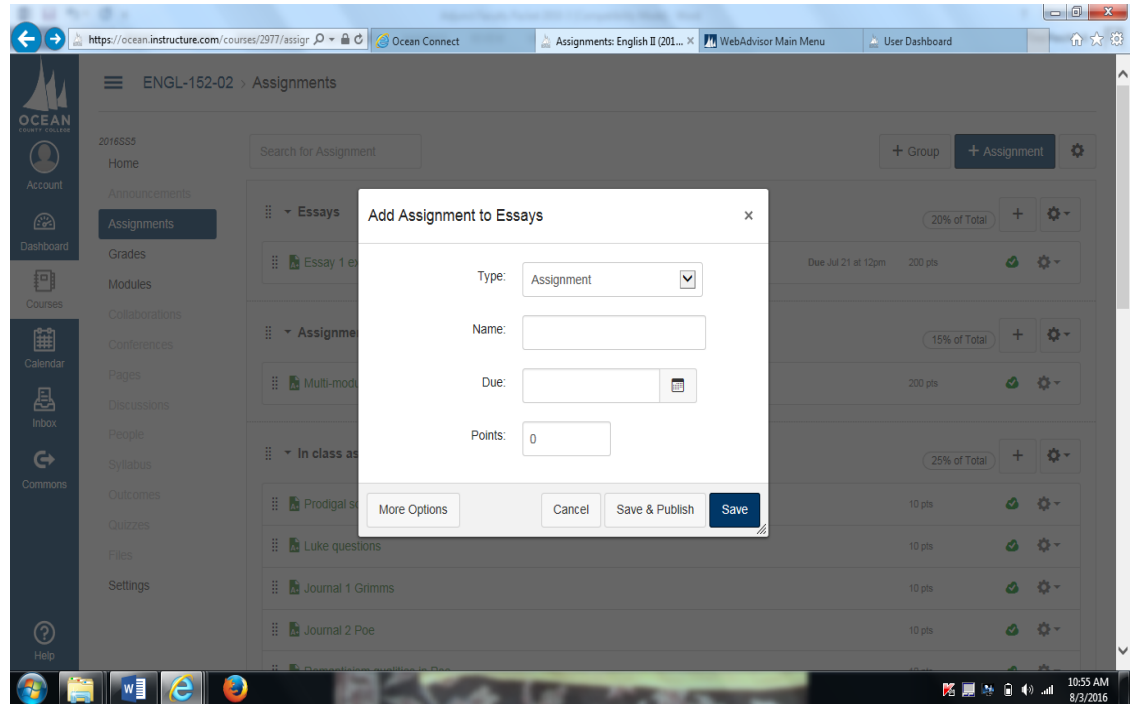 https://ocean.instructure.com/courses/2977/assigr
Ocean Connect
Assignments: English II (201...
WebAdvisor Main Menu
User Dashboard
ENGL-152-02 > Assignments
OCEAN
COUNTY COLLEGE
Account
Dashboard
Courses
Calendar
Inbox
Commons
Help
2016SS5
Home
Announcements
Assignments
Grades
Modules
Collaborations
Conferences
Pages
Discussions
People
Syllabus
Outcomes
Quizzes
Files
Settings
Search for Assignment
+ Group
+ Assignment
Essays
20% of Total
Essay 1 ex
Due Jul 21 at 12pm
200 pts
Assignme
15% of Total
Multi-modu
200 pts
In class as
25% of Total
Prodigal so
10 pts
Luke questions
10 pts
Journal 1 Grimms
10 pts
Journal 2 Poe
10 pts
Add Assignment to Essays
Type:
Assignment
Name:
Due:
Points:
0
More Options
Cancel
Save & Publish
Save
10:55 AM
8/3/2016